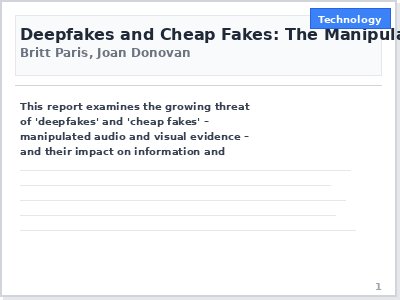 Technology
Deepfakes and Cheap Fakes: The Manipula
Britt Paris, Joan Donovan
This report examines the growing threat
of 'deepfakes' and 'cheap fakes' –
manipulated audio and visual evidence –
and their impact on information and
1